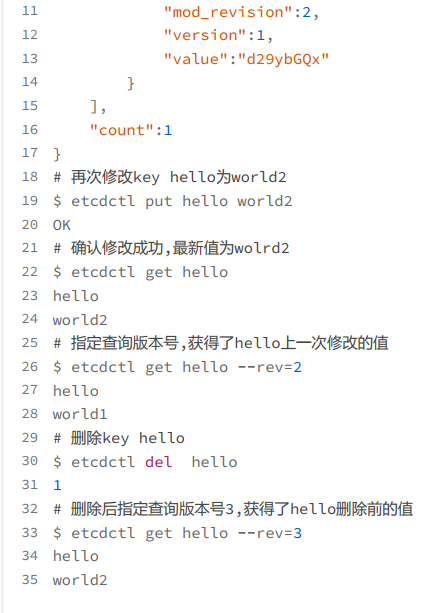 11             "mod_revision":2,
12             "version":1,
13             "value":"d29ybGQx"
14         }
15     ],
16     "count":1
17 }
18 # 再次修改key hello为world2
19 $ etcdctl put hello world2
20 OK
21 # 确认修改成功,最新值为wolrd2
22 $ etcdctl get hello
23 hello
24 world2
25 # 指定查询版本号,获得了hello上一次修改的值
26 $ etcdctl get hello --rev=2
27 hello
28 world1
29 # 删除key hello
30 $ etcdctl del  hello
31 1
32 # 删除后指定查询版本号3,获得了hello删除前的值
33 $ etcdctl get hello --rev=3
34 hello
35 world2